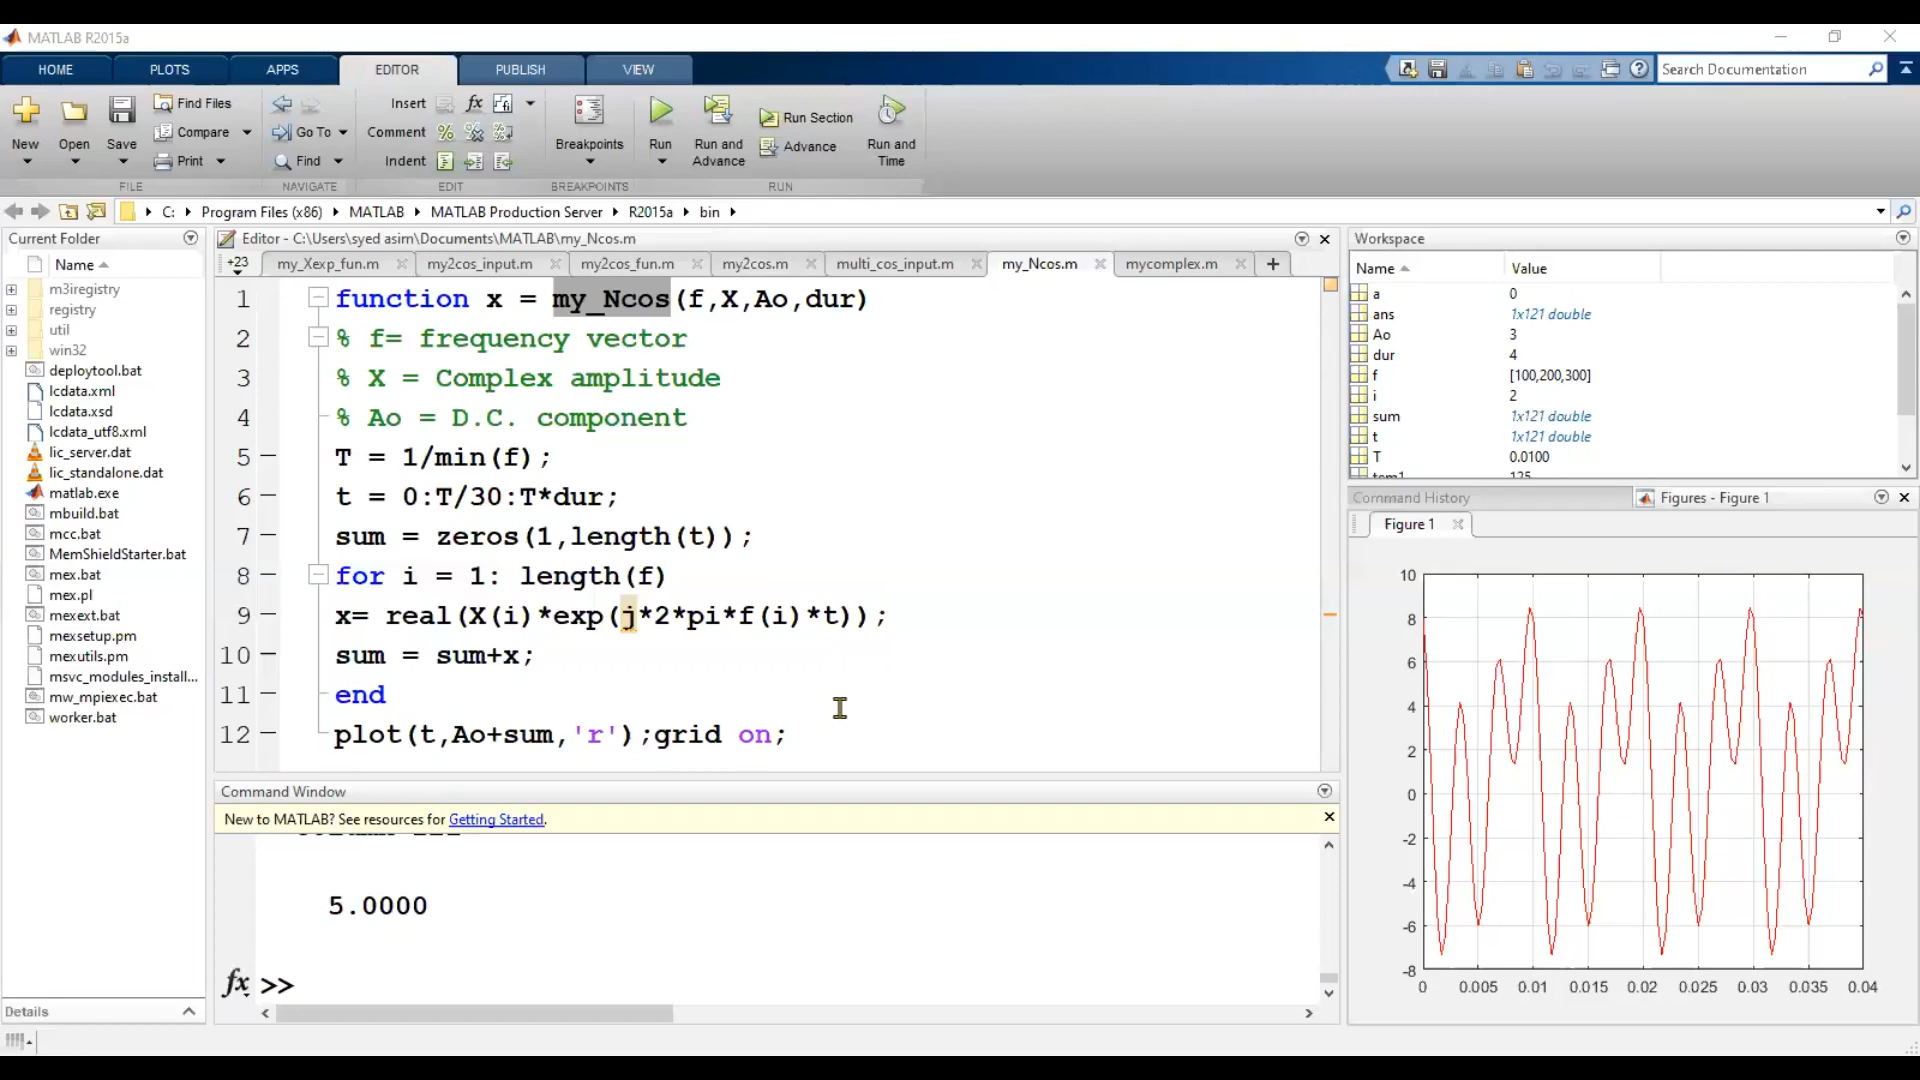 MATLAB R2015a
HOME PLOTS APPS EDITOR PUBLISH VIEW
Search Documentation
New Open Save Find Files Compare Print
Go To Find
Insert fx
Comment %
Indent
Breakpoints
Run Run and Advance Run Section Advance Run and Time
FILE NAVIGATE EDIT BREAKPOINTS RUN
C: Program Files (x86) MATLAB MATLAB Production Server R2015a bin
Current Folder
Name
m3iregistry
registry
util
win32
deploytool.bat
lcdata.xml
lcdata.xsd
lcdata_utf8.xml
lic_server.dat
lic_standalone.dat
matlab.exe
mbuild.bat
mcc.bat
MemShieldStarter.bat
mex.bat
mex.pl
mexext.bat
mexsetup.pm
mexutils.pm
msvc_modules_install...
mw_mpiexec.bat
worker.bat
Details
Editor - C:\Users\syed asim\Documents\MATLAB\my_Ncos.m
+23 my_Xexp_fun.m my2cos_input.m my2cos_fun.m my2cos.m multi_cos_input.m my_Ncos.m mycomplex.m
1 function x = my_Ncos(f,X,Ao,dur)
2 % f= frequency vector
3 % X = Complex amplitude
4 % Ao = D.C. component
5 T = 1/min(f);
6 t = 0:T/30:T*dur;
7 sum = zeros(1,length(t));
8 for i = 1: length(f)
9 x= real(X(i)*exp(j*2*pi*f(i)*t));
10 sum = sum+x;
11 end
12 plot(t,Ao+sum,'r');grid on;
Command Window
New to MATLAB? See resources for Getting Started.
5.0000
fx >>
Workspace
Name Value
a 0
ans 1x121 double
Ao 3
dur 4
f [100,200,300]
i 2
sum 1x121 double
t 1x121 double
T 0.0100
Command History
Figures - Figure 1
Figure 1
10
8
6
4
2
0
-2
-4
-6
-8
0 0.005 0.01 0.015 0.02 0.025 0.03 0.035 0.04